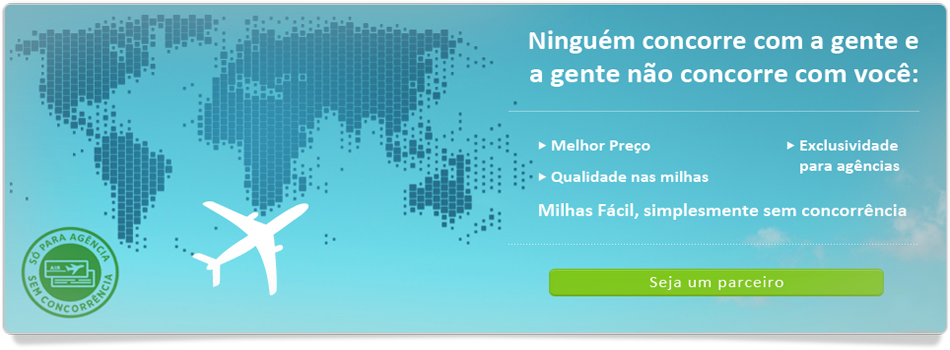 Ninguém concorre com a gente e
a gente não concorre com você:
Melhor Preço
Qualidade nas milhas
Exclusividade
para agências
Milhas Fácil, simplesmente sem concorrência
Seja um parceiro
SÓ PARA AGÊNCIA
AIR
SEM CONCORRÊNCIA